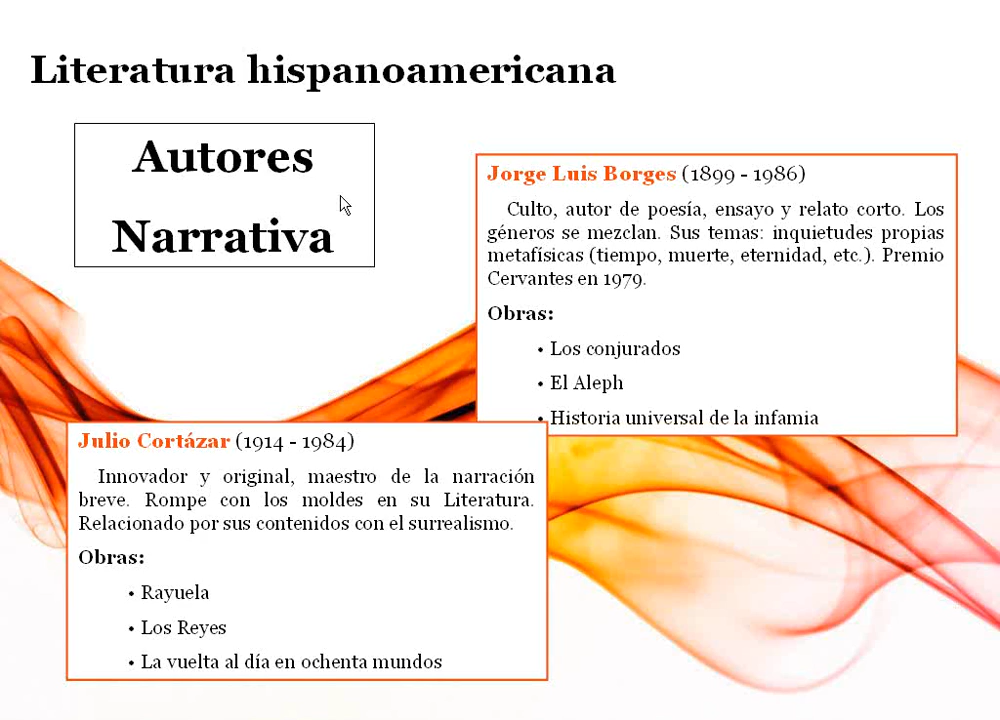 Literatura hispanoamericana
Autores
Narrativa
Jorge Luis Borges (1899 - 1986)
Culto, autor de poesía, ensayo y relato corto. Los
géneros se mezclan. Sus temas: inquietudes propias
metafísicas (tiempo, muerte, eternidad, etc.). Premio
Cervantes en 1979.
Obras:
• Los conjurados
• El Aleph
• Historia universal de la infamia
Julio Cortázar (1914 - 1984)
Innovador y original, maestro de la narración
breve. Rompe con los moldes en su Literatura.
Relacionado por sus contenidos con el surrealismo.
Obras:
• Rayuela
• Los Reyes
• La vuelta al día en ochenta mundos